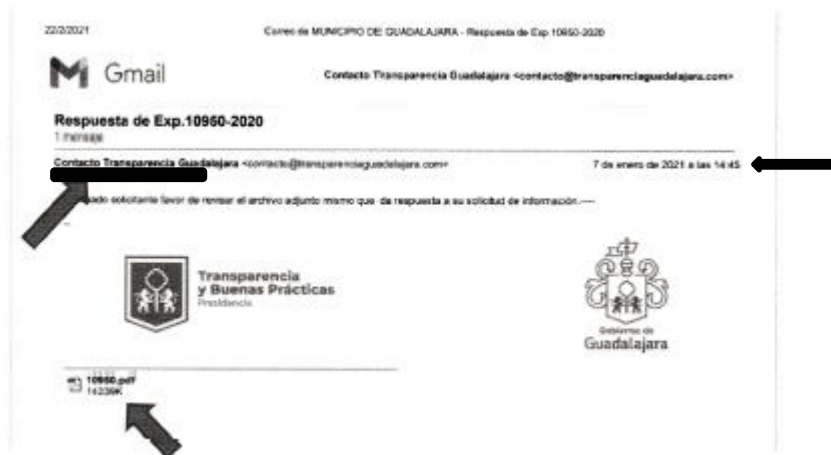 22/2/2021 Correo de MUNICIPIO DE GUADALAJARA - Respuesta de Exp.10960-2020
Gmail
Contacto Transparencia Guadalajara <contacto@transparenciaguadalajara.com>
Respuesta de Exp.10960-2020
1 mensaje
Contacto Transparencia Guadalajara <contacto@transparenciaguadalajara.com> 7 de enero de 2021 a las 14:45
solicitante favor de revisar el archivo adjunto mismo que da respuesta a su solicitud de información.----
Transparencia
y Buenas Prácticas
Presidencia
Gobierno de
Guadalajara
10960.pdf